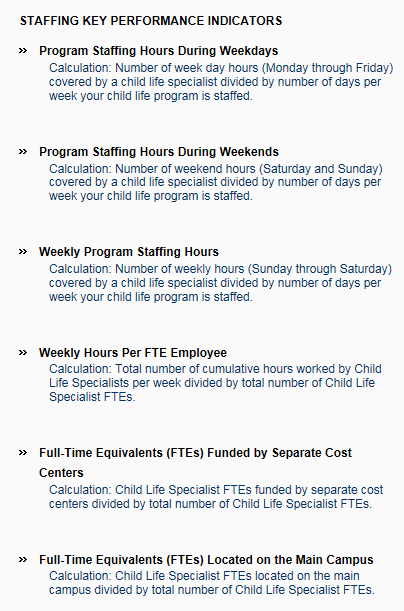 STAFFING KEY PERFORMANCE INDICATORS
» Program Staffing Hours During Weekdays
Calculation: Number of week day hours (Monday through Friday)
covered by a child life specialist divided by number of days per
week your child life program is staffed.
» Program Staffing Hours During Weekends
Calculation: Number of weekend hours (Saturday and Sunday)
covered by a child life specialist divided by number of days per
week your child life program is staffed.
» Weekly Program Staffing Hours
Calculation: Number of weekly hours (Sunday through Saturday)
covered by a child life specialist divided by number of days per
week your child life program is staffed.
» Weekly Hours Per FTE Employee
Calculation: Total number of cumulative hours worked by Child
Life Specialists per week divided by total number of Child Life
Specialist FTEs.
» Full-Time Equivalents (FTEs) Funded by Separate Cost
Centers
Calculation: Child Life Specialist FTEs funded by separate cost
centers divided by total number of Child Life Specialist FTEs.
» Full-Time Equivalents (FTEs) Located on the Main Campus
Calculation: Child Life Specialist FTEs located on the main
campus divided by total number of Child Life Specialist FTEs.